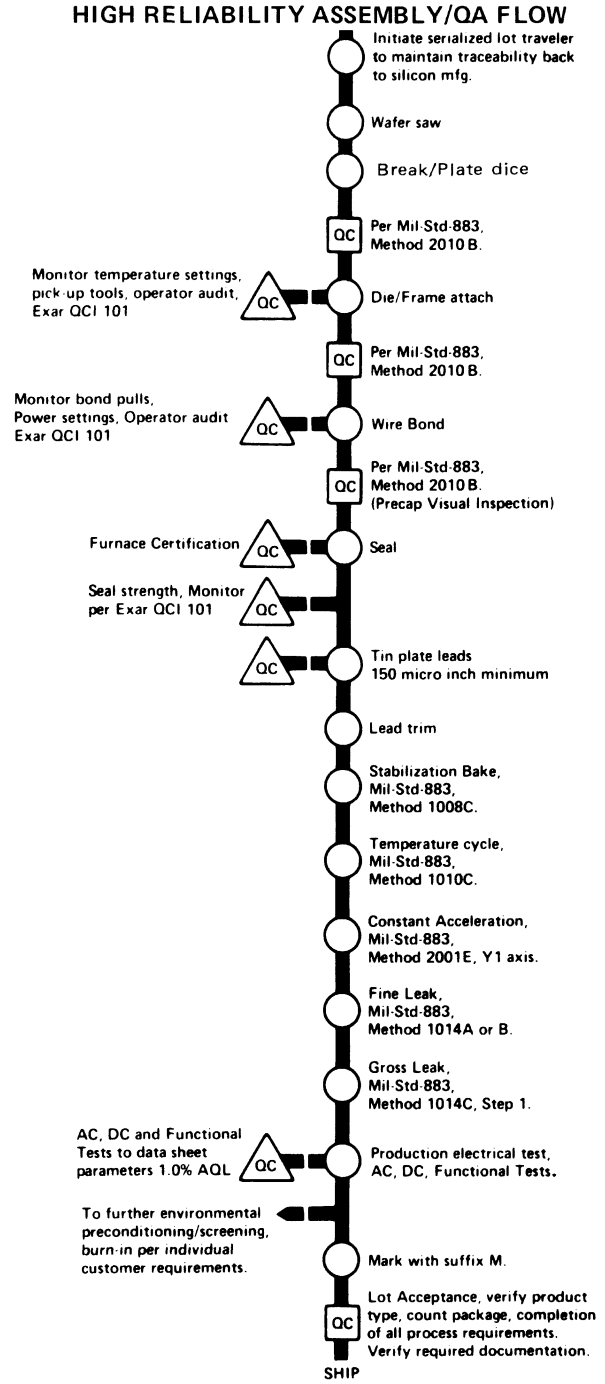 HIGH RELIABILITY ASSEMBLY/QA FLOW
Initiate serialized lot traveler
to maintain traceability back
to silicon mfg.
Wafer saw
Break/Plate dice
QC
Per Mil-Std-883,
Method 2010 B.
Monitor temperature settings,
pick-up tools, operator audit,
Exar QCI 101
QC
Die/Frame attach
QC
Per Mil-Std-883,
Method 2010 B.
Monitor bond pulls,
Power settings, Operator audit
Exar QCI 101
QC
Wire Bond
QC
Per Mil-Std-883,
Method 2010 B.
(Precap Visual Inspection)
Furnace Certification
QC
Seal
Seal strength, Monitor
per Exar QCI 101
QC
QC
Tin plate leads
150 micro inch minimum
Lead trim
Stabilization Bake,
Mil-Std-883,
Method 1008C.
Temperature cycle,
Mil-Std-883,
Method 1010C.
Constant Acceleration,
Mil-Std-883,
Method 2001E, Y1 axis.
Fine Leak,
Mil-Std-883,
Method 1014A or B.
Gross Leak,
Mil-Std-883,
Method 1014C, Step 1.
AC, DC and Functional
Tests to data sheet
parameters 1.0% AQL
QC
Production electrical test,
AC, DC, Functional Tests.
To further environmental
preconditioning/screening,
burn-in per individual
customer requirements.
Mark with suffix M.
QC
Lot Acceptance, verify product
type, count package, completion
of all process requirements.
Verify required documentation.
SHIP